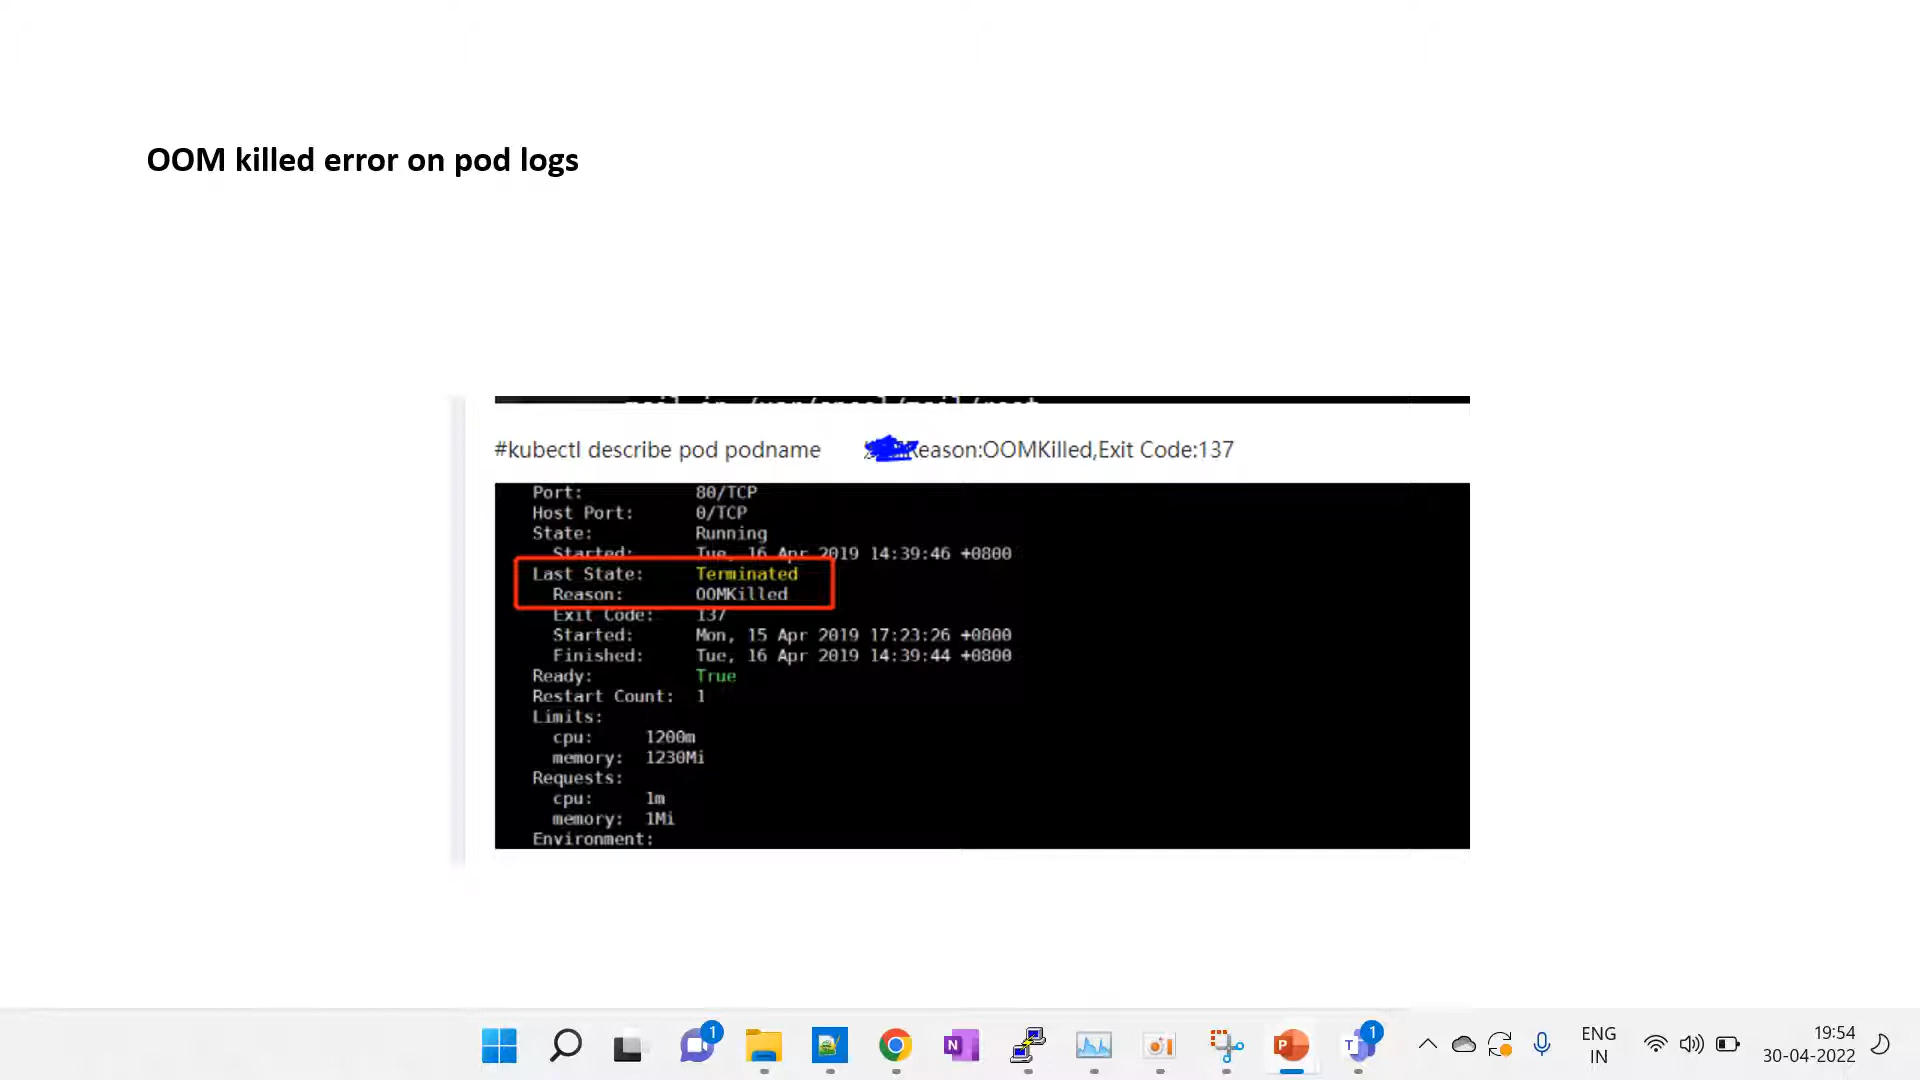 OOM killed error on pod logs
#kubectl describe pod podname eason:OOMKilled,Exit Code:137
Port: 80/TCP
Host Port: 0/TCP
State: Running
Started: Tue, 16 Apr 2019 14:39:46 +0800
Last State: Terminated
Reason: OOMKilled
Exit Code: 137
Started: Mon, 15 Apr 2019 17:23:26 +0800
Finished: Tue, 16 Apr 2019 14:39:44 +0800
Ready: True
Restart Count: 1
Limits:
cpu: 1200m
memory: 1230Mi
Requests:
cpu: 1m
memory: 1Mi
Environment:
1
1
ENG
IN
19:54
30-04-2022